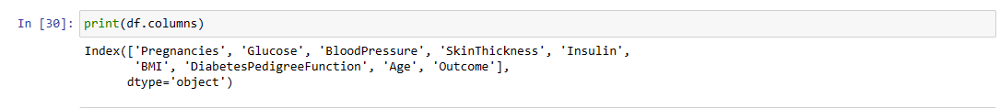 In [30]: print(df.columns)
Index(['Pregnancies', 'Glucose', 'BloodPressure', 'SkinThickness', 'Insulin',
       'BMI', 'DiabetesPedigreeFunction', 'Age', 'Outcome'],
      dtype='object')